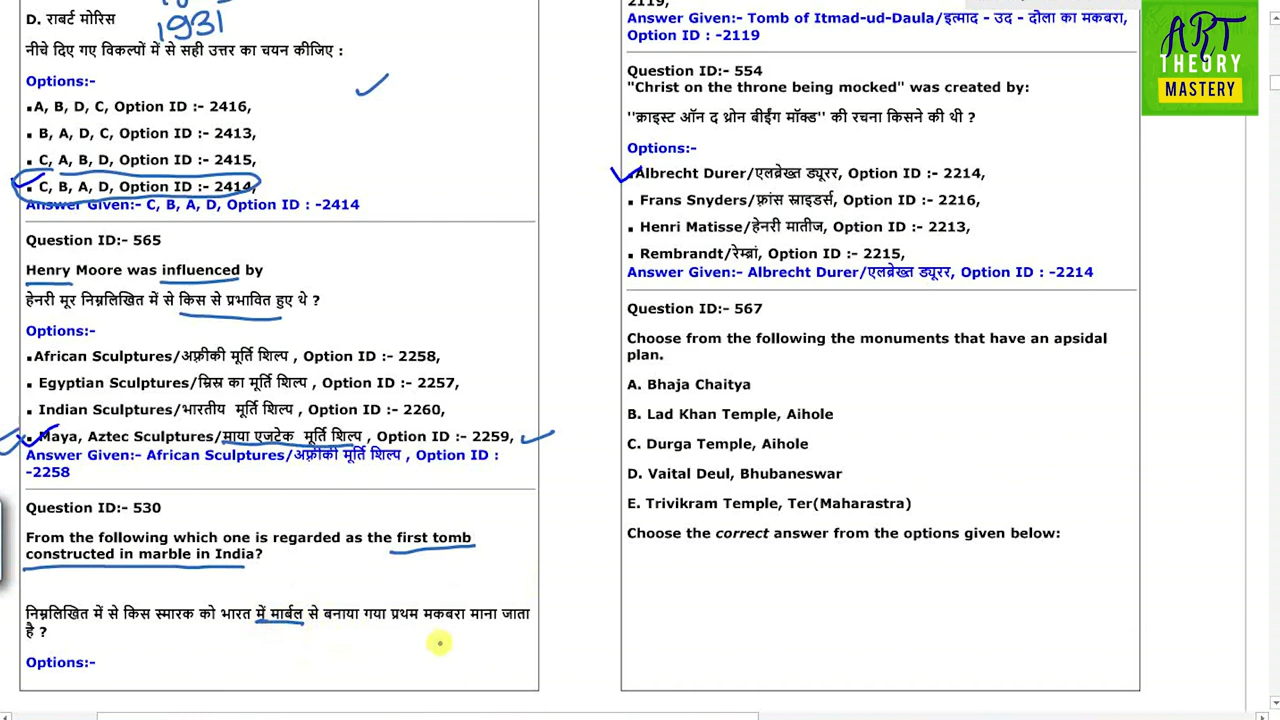 D. राबर्ट मोरिस
1931
नीचे दिए गए विकल्पों में से सही उत्तर का चयन कीजिए :
Options:-
A, B, D, C, Option ID :- 2416,
B, A, D, C, Option ID :- 2413,
C, A, B, D, Option ID :- 2415,
C, B, A, D, Option ID :- 2414,
Answer Given:- C, B, A, D, Option ID : -2414
Question ID:- 565
Henry Moore was influenced by
हेनरी मूर निम्नलिखित में से किस से प्रभावित हुए थे ?
Options:-
African Sculptures/अफ़्रीकी मूर्ति शिल्प , Option ID :- 2258,
Egyptian Sculptures/म्रिस्र का मूर्ति शिल्प , Option ID :- 2257,
Indian Sculptures/भारतीय मूर्ति शिल्प , Option ID :- 2260,
Maya, Aztec Sculptures/माया एजटेक मूर्ति शिल्प , Option ID :- 2259,
Answer Given:- African Sculptures/अफ़्रीकी मूर्ति शिल्प , Option ID :
-2258
Question ID:- 530
From the following which one is regarded as the first tomb
constructed in marble in India?
निम्नलिखित में से किस स्मारक को भारत में मार्बल से बनाया गया प्रथम मकबरा माना जाता
है ?
Options:-
2119,
Answer Given:- Tomb of Itmad-ud-Daula/इत्माद - उद - दोला का मकबरा,
Option ID : -2119
Question ID:- 554
"Christ on the throne being mocked" was created by:
''क्राइस्ट ऑन द थ्रोन बीईंग मॉक्ड'' की रचना किसने की थी ?
Options:-
Albrecht Durer/एलब्रेख्त ड्यूरर, Option ID :- 2214,
Frans Snyders/फ्रांस स्नाइडर्स, Option ID :- 2216,
Henri Matisse/हेनरी मातीज, Option ID :- 2213,
Rembrandt/रेम्ब्रां, Option ID :- 2215,
Answer Given:- Albrecht Durer/एलब्रेख्त ड्यूरर, Option ID : -2214
Question ID:- 567
Choose from the following the monuments that have an apsidal
plan.
A. Bhaja Chaitya
B. Lad Khan Temple, Aihole
C. Durga Temple, Aihole
D. Vaital Deul, Bhubaneswar
E. Trivikram Temple, Ter(Maharastra)
Choose the correct answer from the options given below:
ART
THEORY
MASTERY